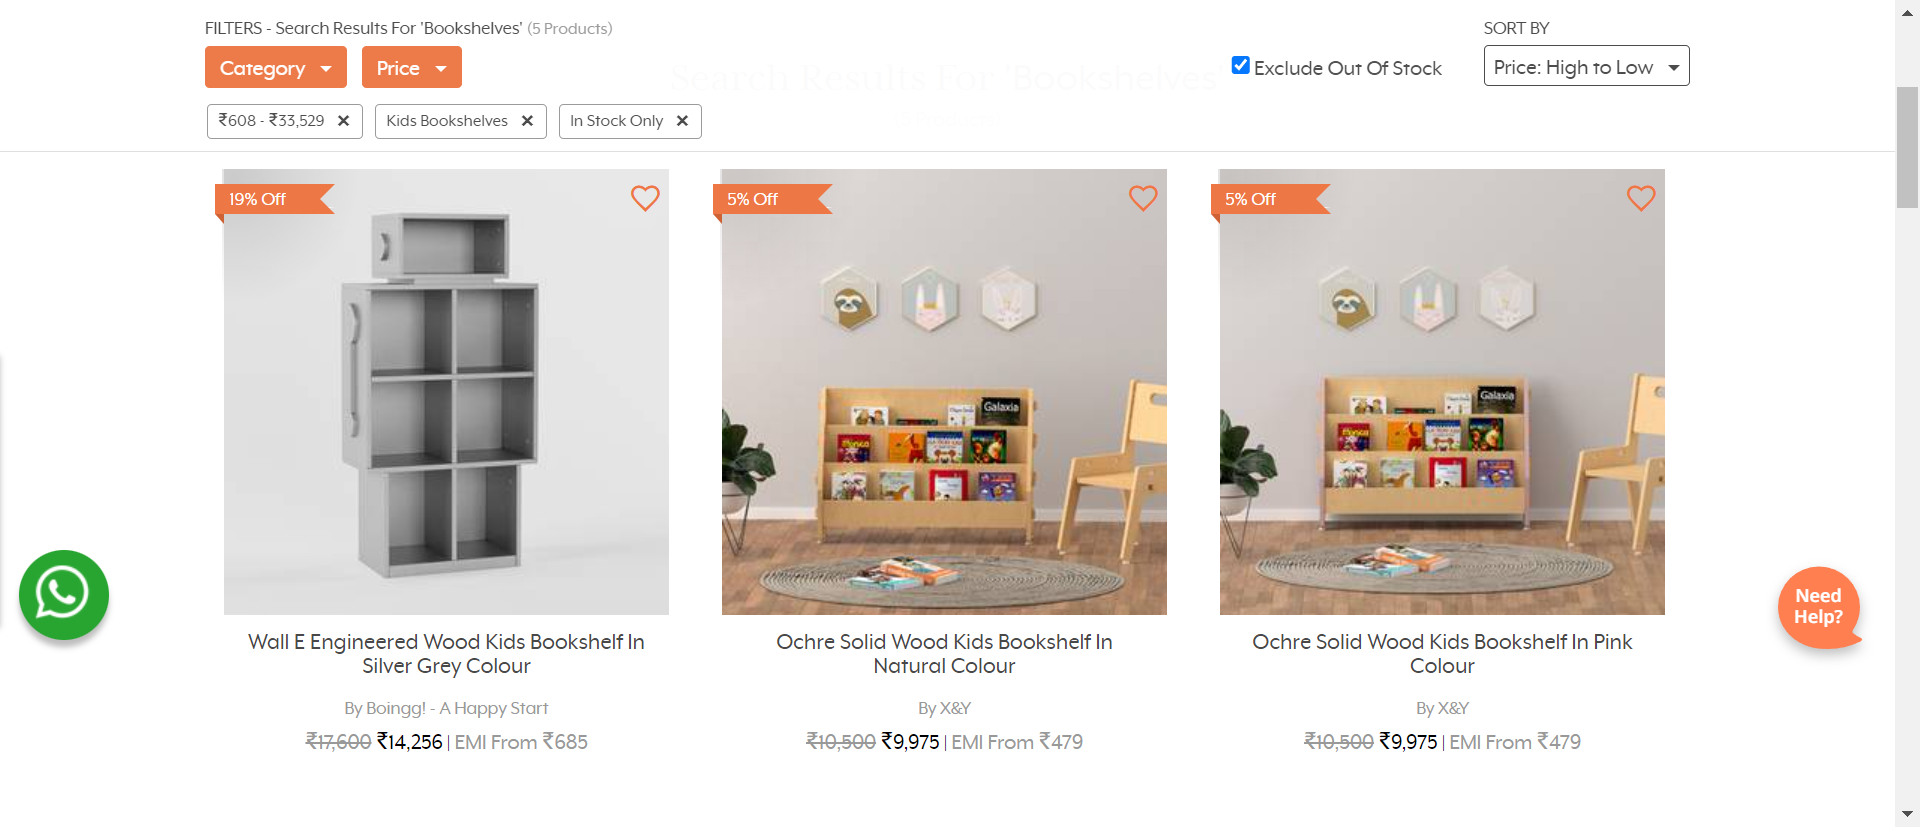 FILTERS - Search Results For 'Bookshelves' (5 Products)
SORT BY
Category
Price
Search Results For 'Bookshelves'
Exclude Out Of Stock
Price: High to Low
₹608 - ₹33,529
Kids Bookshelves
In Stock Only
19% Off
5% Off
5% Off
Galaxia
Galaxia
Need
Help?
Wall E Engineered Wood Kids Bookshelf In
Silver Grey Colour
By Boingg! - A Happy Start
₹17,600 ₹14,256 | EMI From ₹685
Ochre Solid Wood Kids Bookshelf In
Natural Colour
By X&Y
₹10,500 ₹9,975 | EMI From ₹479
Ochre Solid Wood Kids Bookshelf In Pink
Colour
By X&Y
₹10,500 ₹9,975 | EMI From ₹479